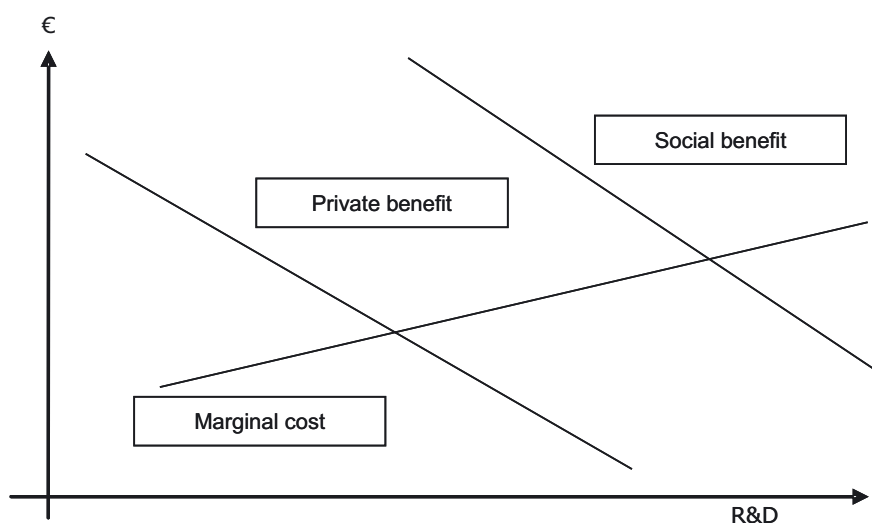 €
Social benefit
Private benefit
Marginal cost
R&D